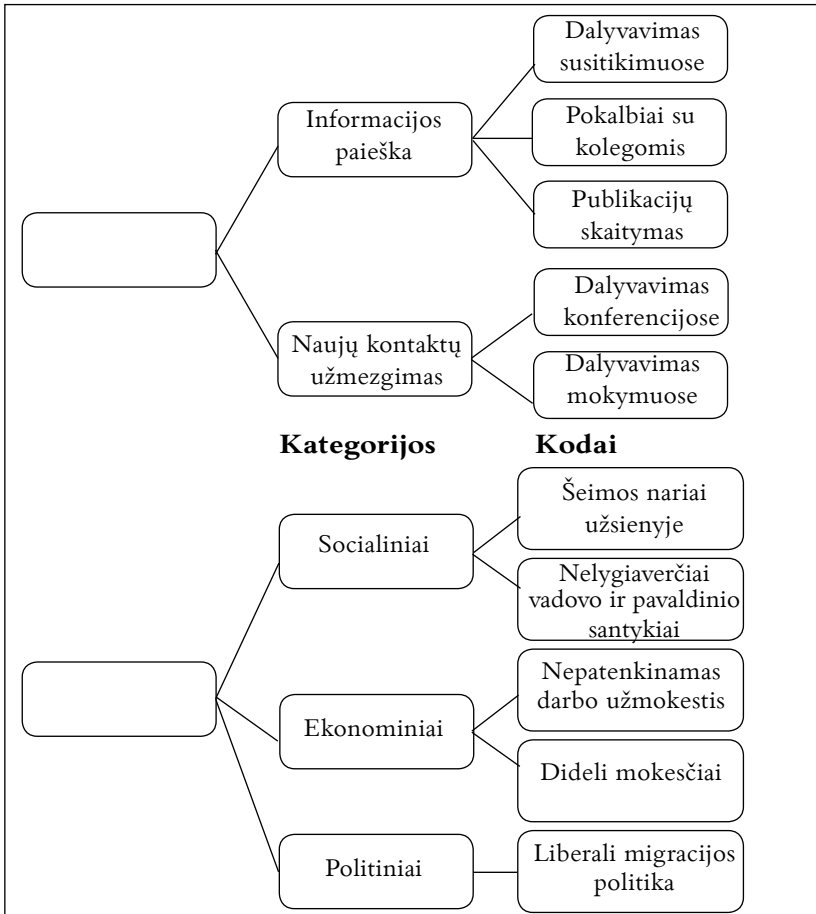 Dalyvavimas
susitikimuose
Informacijos
paieška
Pokalbiai su
kolegomis
Publikacijų
skaitymas
Naujų kontaktų
užmezgimas
Dalyvavimas
konferencijose
Dalyvavimas
mokymuose
Kategorijos
Kodai
Socialiniai
Šeimos nariai
užsienyje
Nelygiaverčiai
vadovo ir pavaldinio
santykiai
Ekonominiai
Nepatenkinamas
darbo užmokestis
Dideli mokesčiai
Politiniai
Liberali migracijos
politika